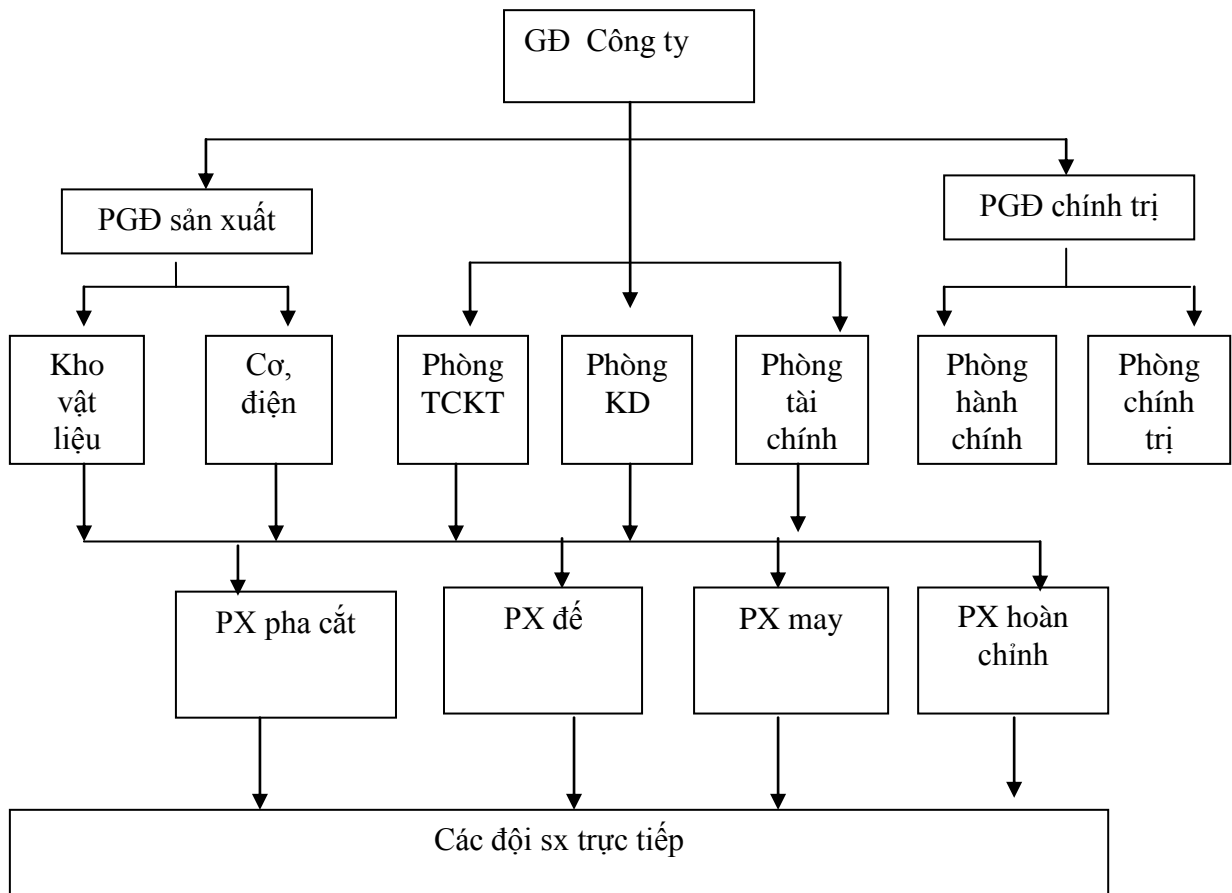 GĐ Công ty
PGĐ sản xuất
PGĐ chính trị
Kho
vật
liệu
Cơ,
điện
Phòng
TCKT
Phòng
KD
Phòng
tài
chính
Phòng
hành
chính
Phòng
chính
trị
PX pha cắt
PX đế
PX may
PX hoàn
chỉnh
Các đội sx trực tiếp